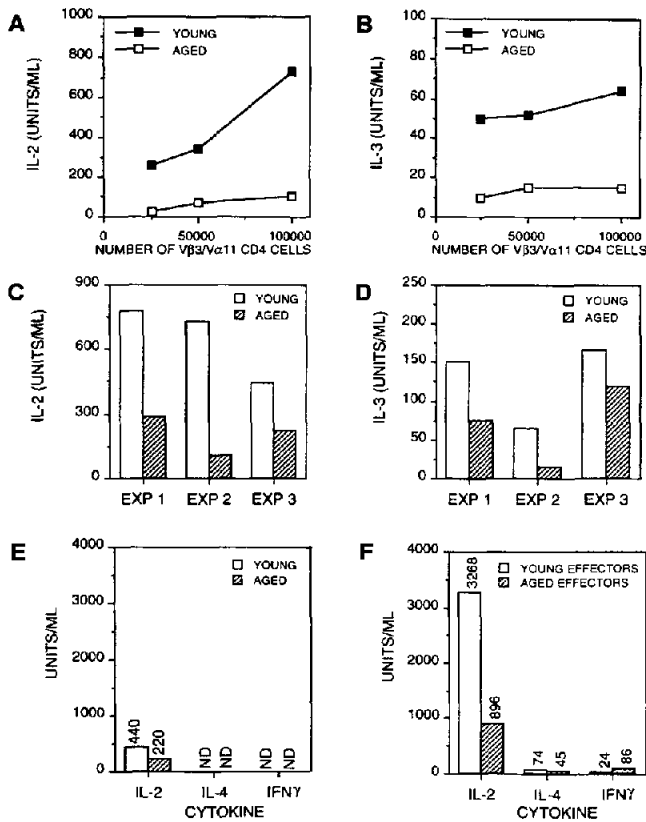 A
1000
800
600
400
200
0
IL-2 (UNITS/ML)
YOUNG
AGED
0
50000
100000
NUMBER OF Vβ3/Vα11 CD4 CELLS
B
100
80
60
40
20
0
IL-3 (UNITS/ML)
YOUNG
AGED
0
50000
100000
NUMBER OF Vβ3/Vα11 CD4 CELLS
C
900
600
300
0
IL-2 (UNITS/ML)
YOUNG
AGED
EXP 1
EXP 2
EXP 3
D
250
200
150
100
50
0
IL-3 (UNITS/ML)
YOUNG
AGED
EXP 1
EXP 2
EXP 3
E
4000
3000
2000
1000
0
UNITS/ML
YOUNG
AGED
440
220
ND
ND
ND
ND
IL-2
IL-4
IFNγ
CYTOKINE
F
4000
3000
2000
1000
0
UNITS/ML
YOUNG EFFECTORS
AGED EFFECTORS
3268
896
74
45
24
86
IL-2
IL-4
IFNγ
CYTOKINE